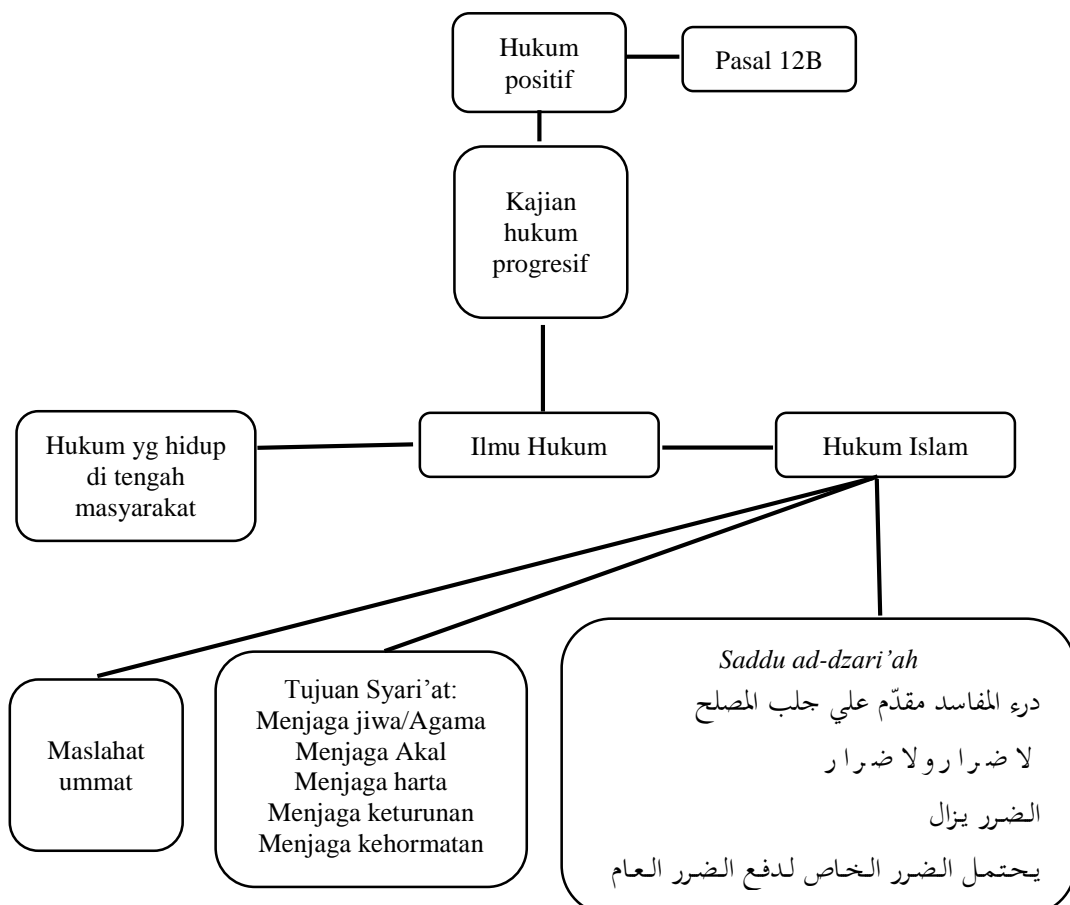 Hukum
positif
Pasal 12B
Kajian
hukum
progresif
Hukum yg hidup
di tengah
masyarakat
Ilmu Hukum
Hukum Islam
Maslahat
ummat
Tujuan Syari’at:
Menjaga jiwa/Agama
Menjaga Akal
Menjaga harta
Menjaga keturunan
Menjaga kehormatan
Saddu ad-dzari’ah
درء المفاسد مقدّم علي جلب المصلح
لا ضرار ولا ضرار
الضرر يزال
يحتمل الضرر الخاص لدفع الضرر العام